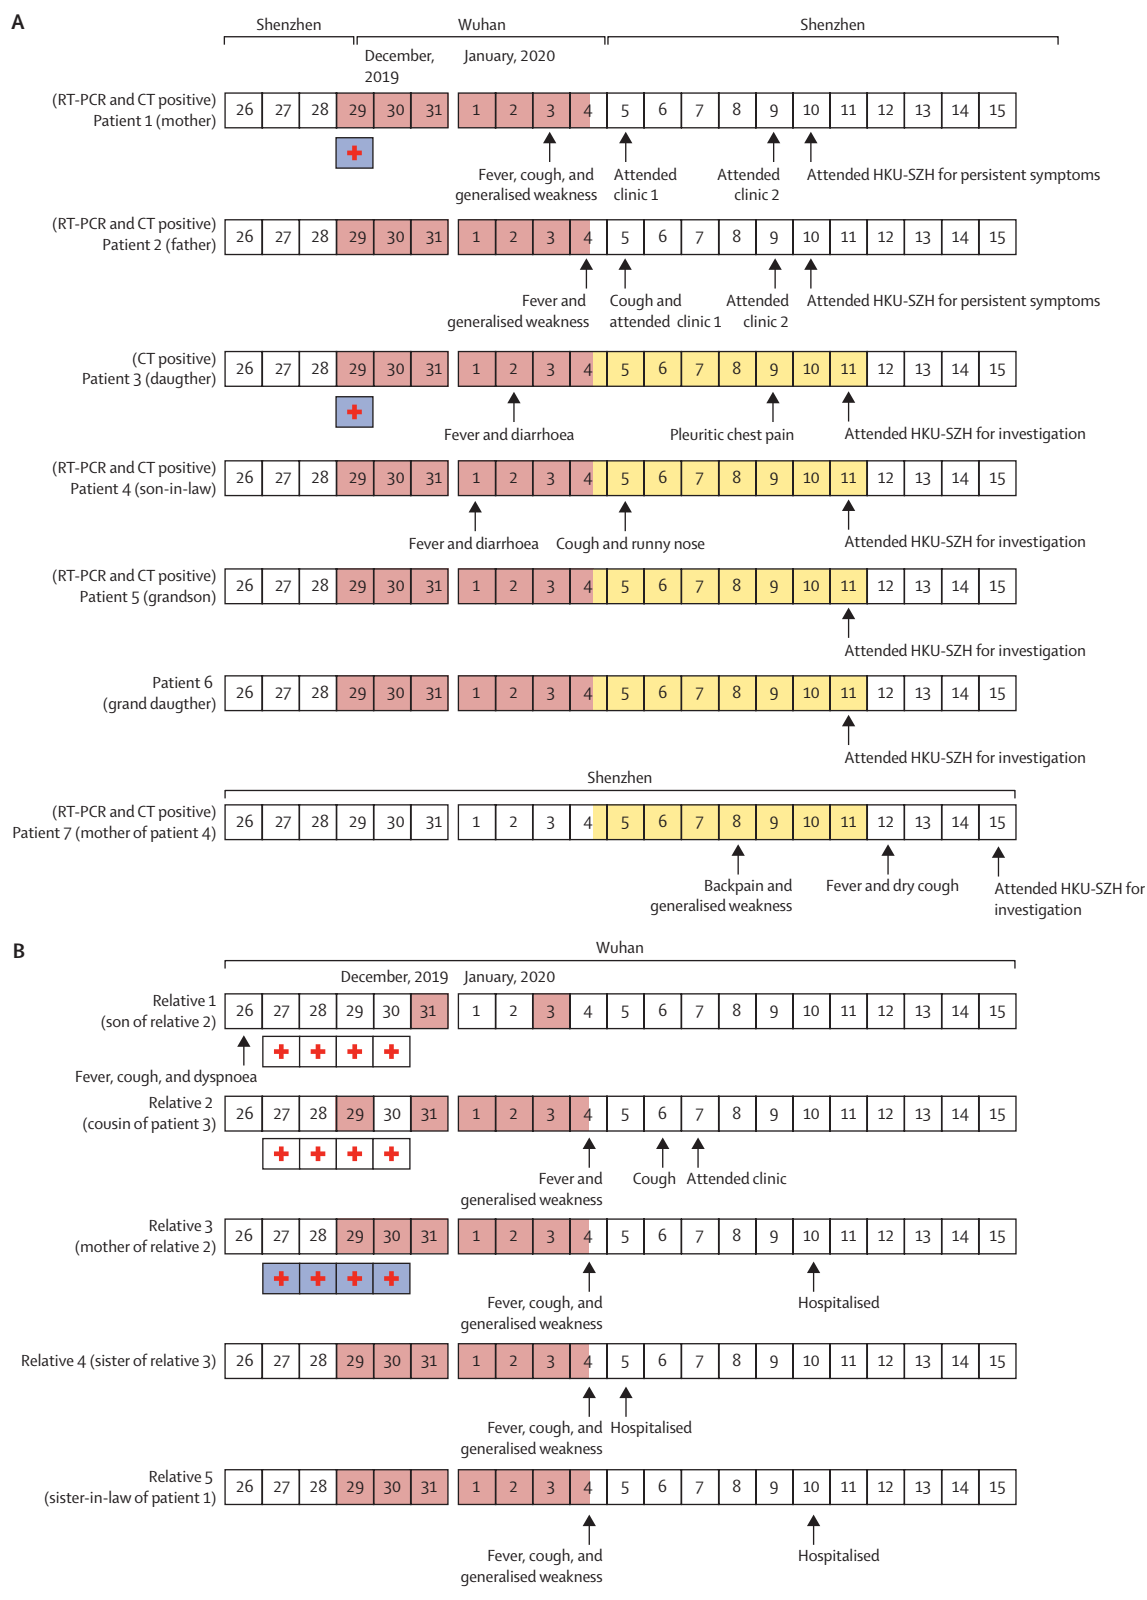 A
Shenzhen Wuhan Shenzhen
December, 2019 January, 2020
(RT-PCR and CT positive)
Patient 1 (mother)
26 27 28 29 30 31 1 2 3 4 5 6 7 8 9 10 11 12 13 14 15
Fever, cough, and
generalised weakness
Attended
clinic 1
Attended
clinic 2
Attended HKU-SZH for persistent symptoms
(RT-PCR and CT positive)
Patient 2 (father)
26 27 28 29 30 31 1 2 3 4 5 6 7 8 9 10 11 12 13 14 15
Fever and
generalised weakness
Cough and
attended clinic 1
Attended
clinic 2
Attended HKU-SZH for persistent symptoms
(CT positive)
Patient 3 (daugther)
26 27 28 29 30 31 1 2 3 4 5 6 7 8 9 10 11 12 13 14 15
Fever and diarrhoea
Pleuritic chest pain
Attended HKU-SZH for investigation
(RT-PCR and CT positive)
Patient 4 (son-in-law)
26 27 28 29 30 31 1 2 3 4 5 6 7 8 9 10 11 12 13 14 15
Fever and diarrhoea
Cough and runny nose
Attended HKU-SZH for investigation
(RT-PCR and CT positive)
Patient 5 (grandson)
26 27 28 29 30 31 1 2 3 4 5 6 7 8 9 10 11 12 13 14 15
Attended HKU-SZH for investigation
Patient 6
(grand daugther)
26 27 28 29 30 31 1 2 3 4 5 6 7 8 9 10 11 12 13 14 15
Attended HKU-SZH for investigation
Shenzhen
(RT-PCR and CT positive)
Patient 7 (mother of patient 4)
26 27 28 29 30 31 1 2 3 4 5 6 7 8 9 10 11 12 13 14 15
Backpain and
generalised weakness
Fever and dry cough
Attended HKU-SZH for
investigation
B
Wuhan
December, 2019 January, 2020
Relative 1
(son of relative 2)
26 27 28 29 30 31 1 2 3 4 5 6 7 8 9 10 11 12 13 14 15
Fever, cough, and dyspnoea
Relative 2
(cousin of patient 3)
26 27 28 29 30 31 1 2 3 4 5 6 7 8 9 10 11 12 13 14 15
Fever and
generalised weakness
Cough
Attended clinic
Relative 3
(mother of relative 2)
26 27 28 29 30 31 1 2 3 4 5 6 7 8 9 10 11 12 13 14 15
Fever, cough, and
generalised weakness
Hospitalised
Relative 4 (sister of relative 3)
26 27 28 29 30 31 1 2 3 4 5 6 7 8 9 10 11 12 13 14 15
Fever, cough, and
generalised weakness
Hospitalised
Relative 5
(sister-in-law of patient 1)
26 27 28 29 30 31 1 2 3 4 5 6 7 8 9 10 11 12 13 14 15
Fever, cough, and
generalised weakness
Hospitalised